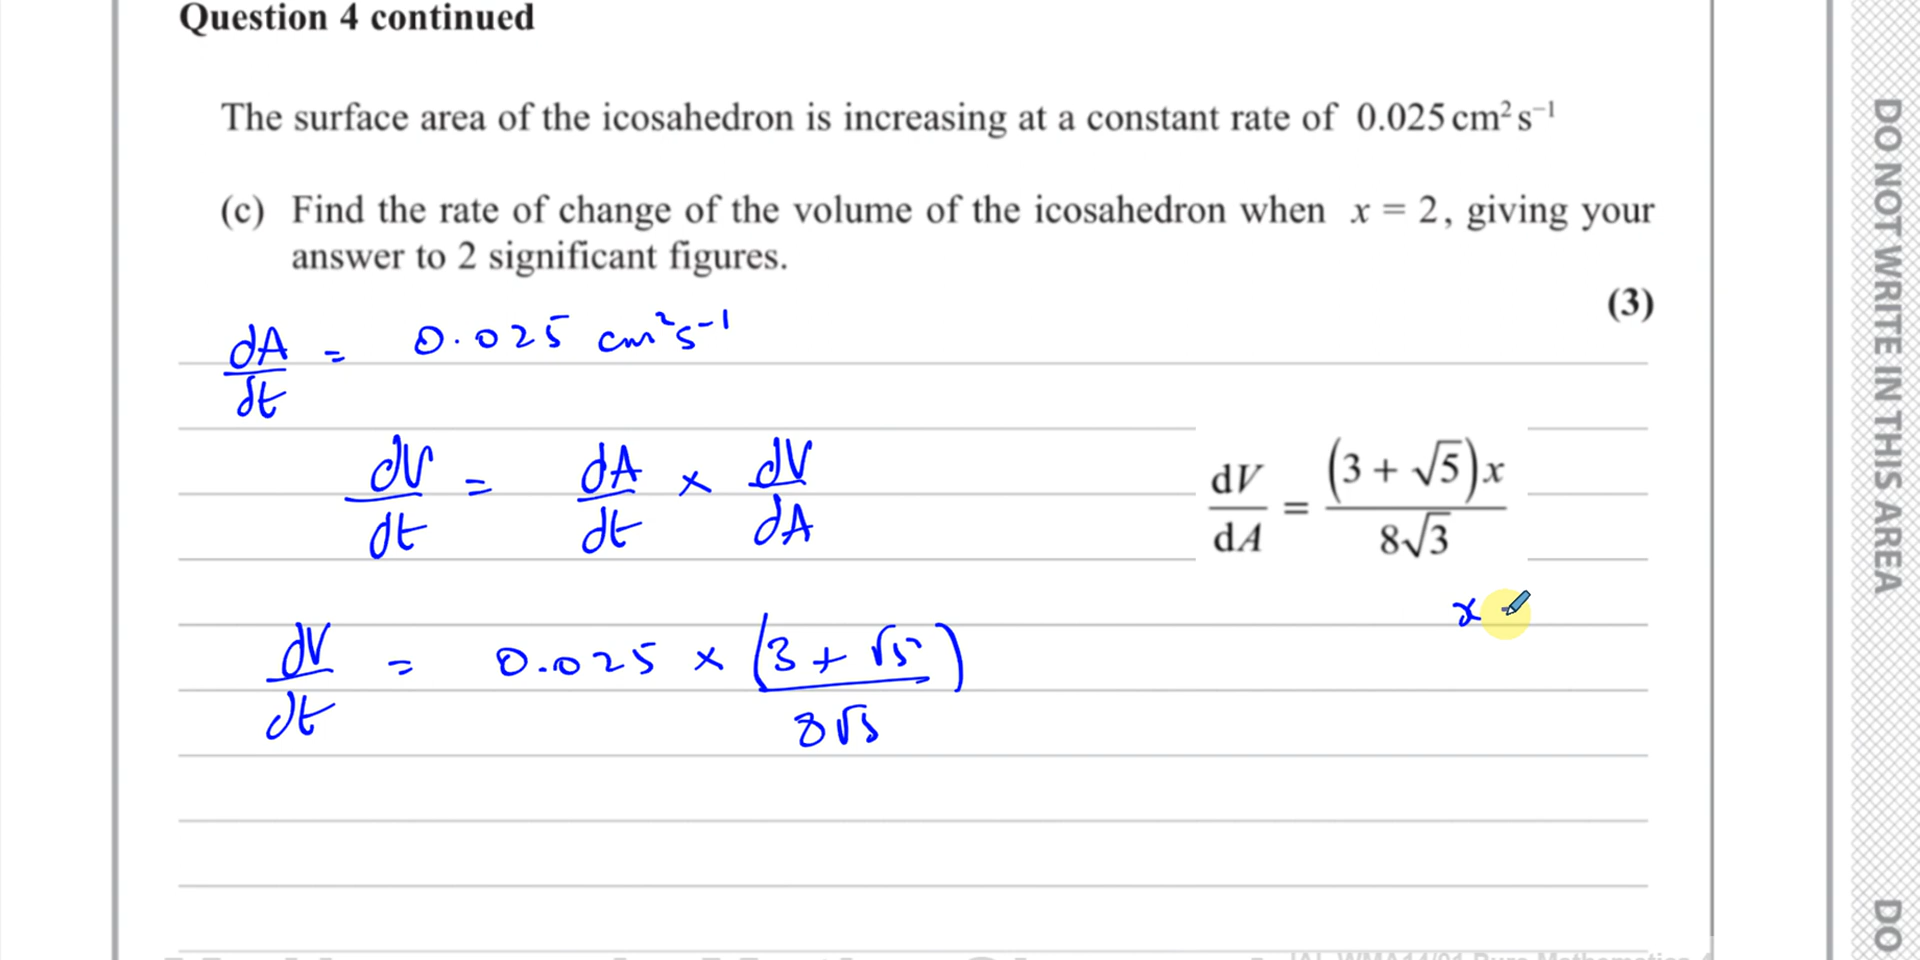 Question 4 continued
The surface area of the icosahedron is increasing at a constant rate of 0.025 cm² s⁻¹
(c) Find the rate of change of the volume of the icosahedron when x = 2, giving your
answer to 2 significant figures.
(3)
dA/dt = 0.025 cm² s⁻¹
dV/dt = dA/dt × dV/dA
dV/dA = (3 + √5)x / 8√3
x
dV/dt = 0.025 × (3 + √5) / 8√3
DO NOT WRITE IN THIS AREA
DO